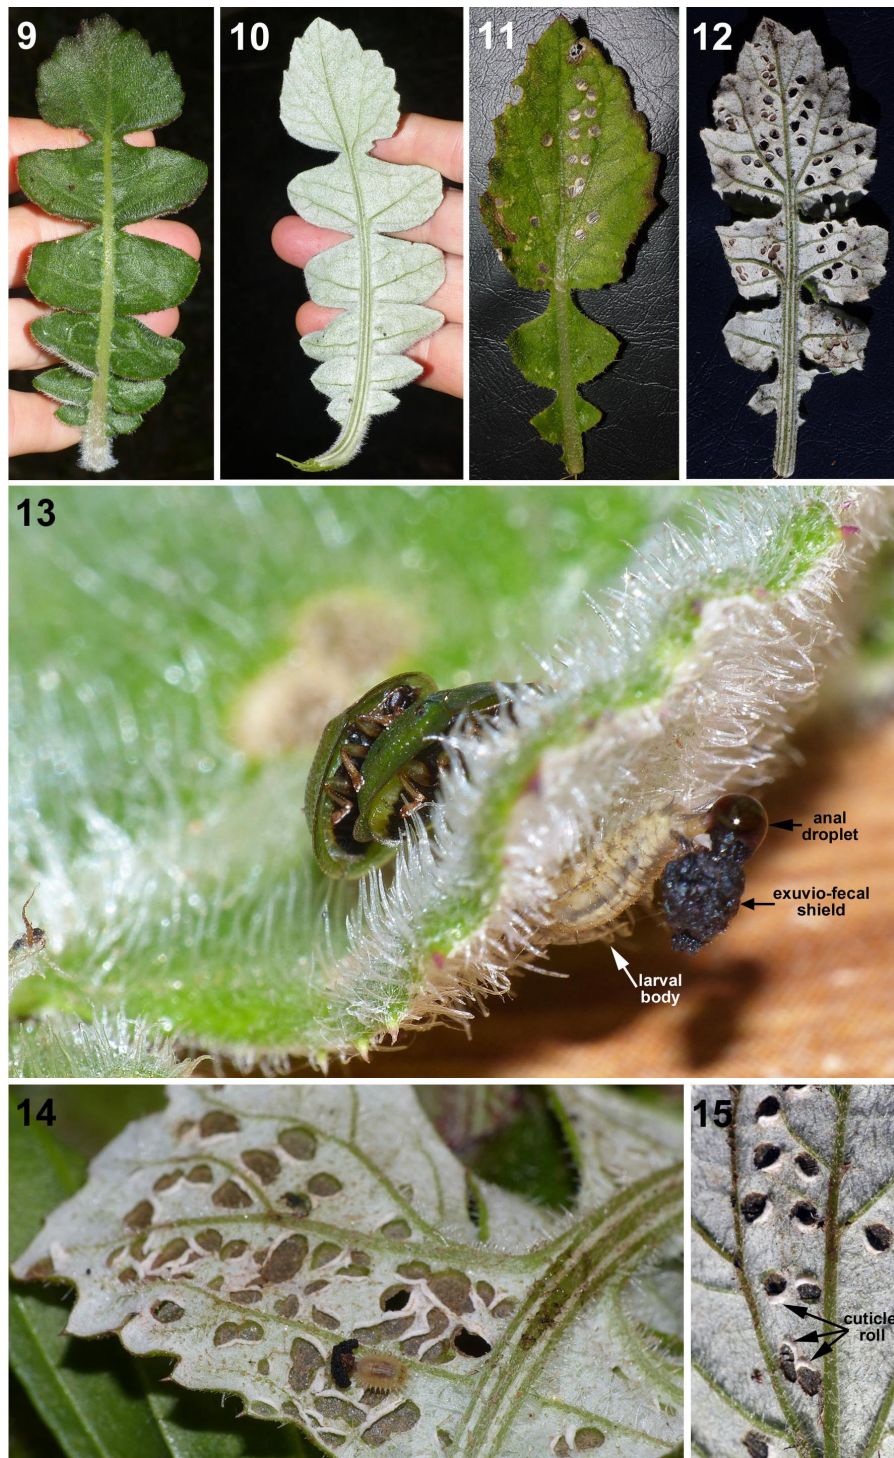 9
10
11
12
13
anal
droplet
exuvio-fecal
shield
larval
body
14
15
cuticle
roll